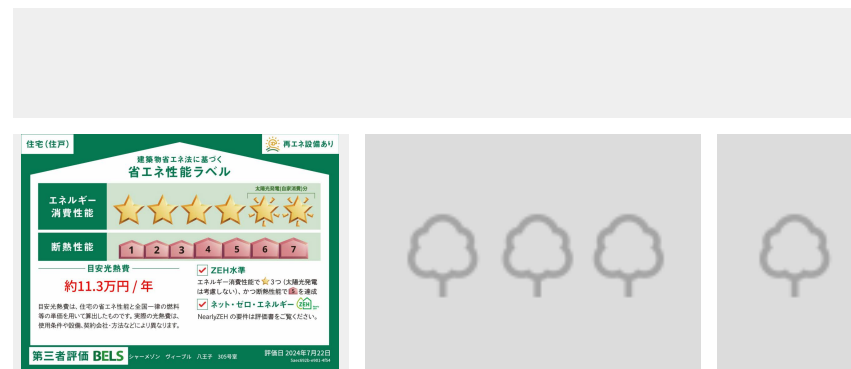 住宅(住戸)
再エネ設備あり
建築物省エネ法に基づく
省エネ性能ラベル
太陽光発電(自家消費)分
エネルギー
消費性能
断熱性能
1 2 3 4 5 6 7
目安光熱費
約11.3万円 / 年
目安光熱費は、住宅の省エネ性能と全国一律の燃料
等の単価を用いて算出したものです。実際の光熱費は、
使用条件や設備、契約会社・方法などにより異なります。
ZEH水準
エネルギー消費性能で★3つ (太陽光発電
は考慮しない)、かつ断熱性能で5を達成
ネット・ゼロ・エネルギー ZEH
NearlyZEH の要件は評価書をご覧ください。
第三者評価 BELS
シャーメゾン ヴィーブル 八王子 305号室
評価日 2024年7月22日